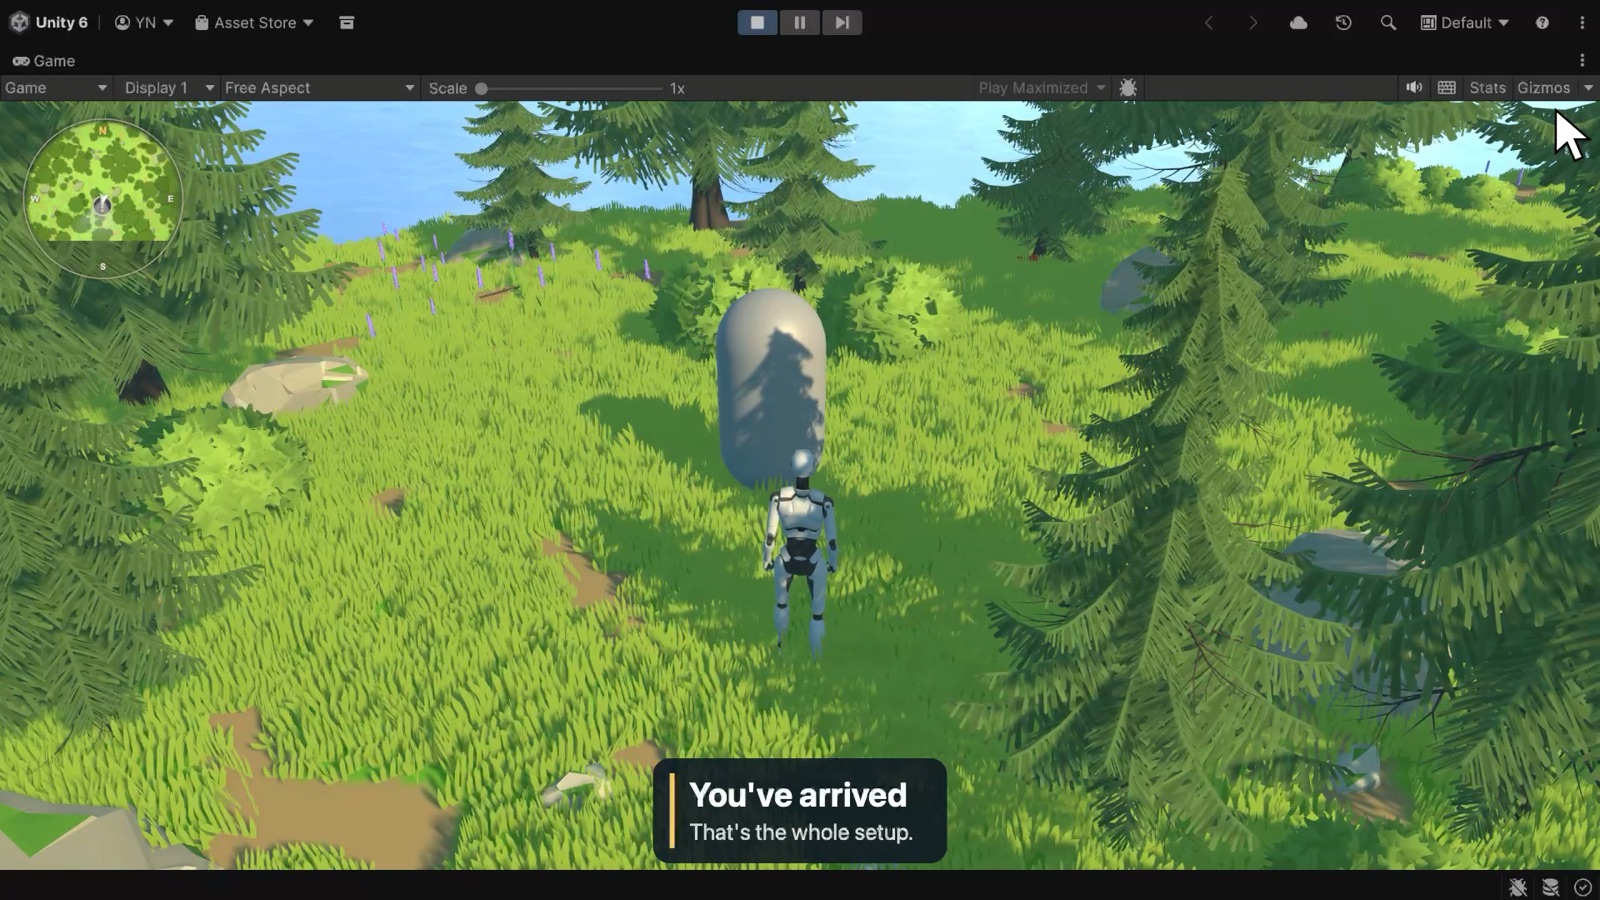 Unity 6 YN Asset Store Default
Game
Game Display 1 Free Aspect Scale 1x Play Maximized Stats Gizmos
N
W E
S
You've arrived
That's the whole setup.